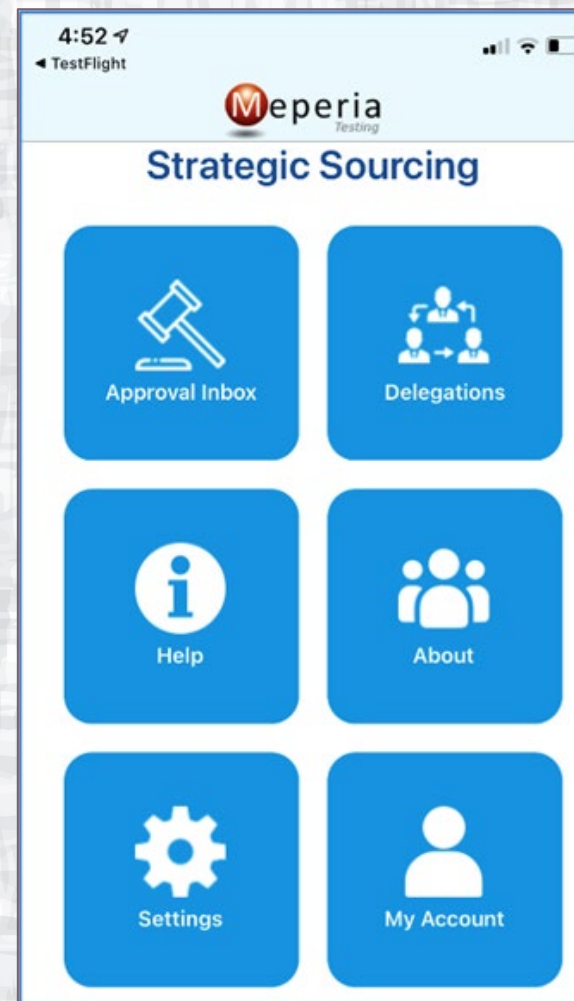 4:52
◀ TestFlight
Meperia
Testing
Strategic Sourcing
Approval Inbox
Delegations
Help
About
Settings
My Account